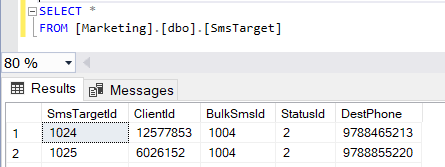 SELECT *
FROM [Marketing].[dbo].[SmsTarget]
80 %
Results Messages
SmsTargetId ClientId BulkSmsId StatusId DestPhone
1 1024 12577853 1004 2 9788465213
2 1025 6026152 1004 2 9788855220